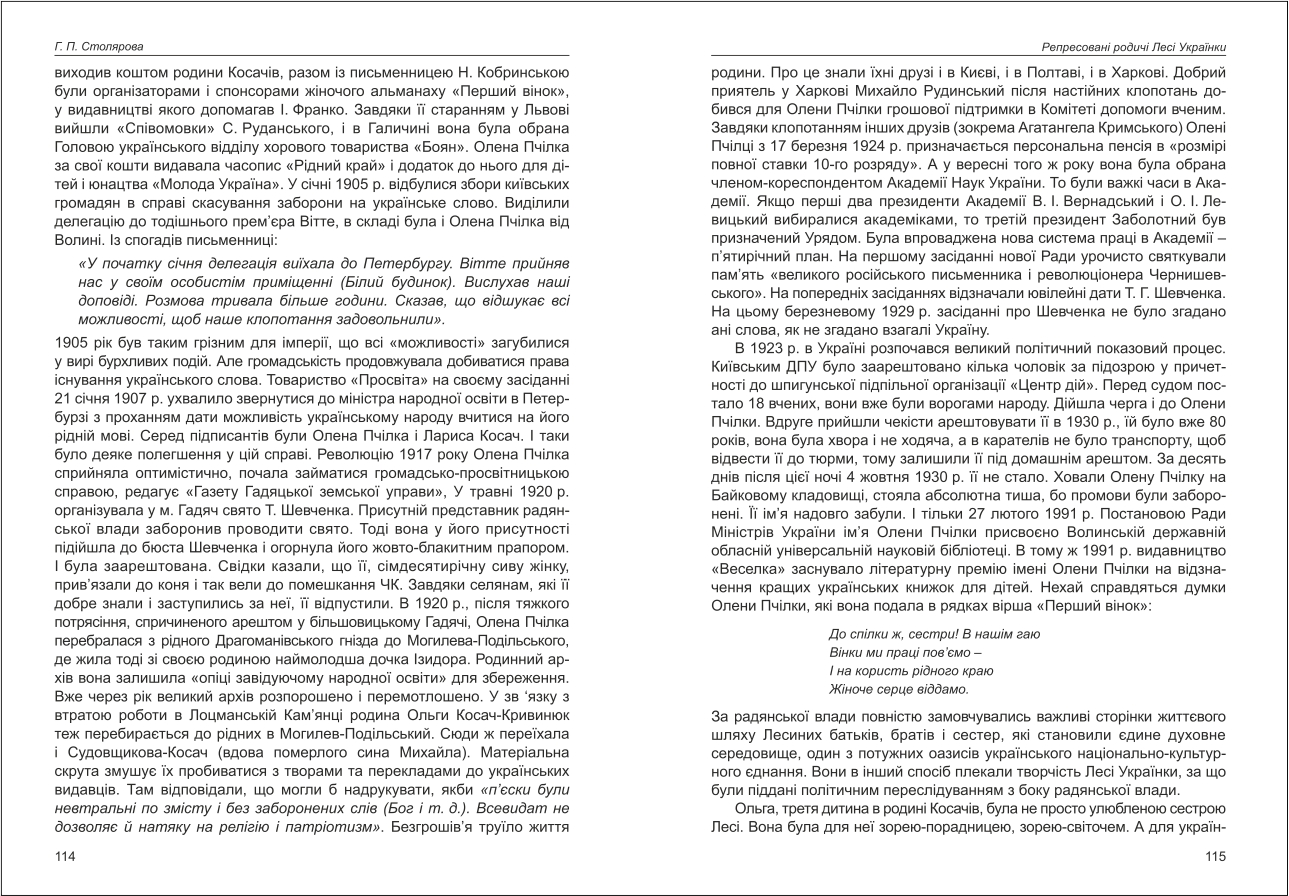 Г. П. Столярова
виходив коштом родини Косачів, разом із письменницею Н. Кобринською
були організаторами і спонсорами жіночого альманаху «Перший вінок»,
у видавництві якого допомагав І. Франко. Завдяки її старанням у Львові
вийшли «Співомовки» С. Руданського, і в Галичині вона була обрана
Головою українського відділу хорового товариства «Боян». Олена Пчілка
за свої кошти видавала часопис «Рідний край» і додаток до нього для ді-
тей і юнацтва «Молода Україна». У січні 1905 р. відбулися збори київських
громадян в справі скасування заборони на українське слово. Виділили
делегацію до тодішнього прем’єра Вітте, в складі була і Олена Пчілка від
Волині. Із спогадів письменниці:
«У початку січня делегація виїхала до Петербургу. Вітте прийняв
нас у своїм особистім приміщенні (Білий будинок). Вислухав наші
доповіді. Розмова тривала більше години. Сказав, що відшукає всі
можливості, щоб наше клопотання задовольнили».
1905 рік був таким грізним для імперії, що всі «можливості» загубилися
у вирі бурхливих подій. Але громадськість продовжувала добиватися права
існування українського слова. Товариство «Просвіта» на своєму засіданні
21 січня 1907 р. ухвалило звернутися до міністра народної освіти в Петер-
бурзі з проханням дати можливість українському народу вчитися на його
рідній мові. Серед підписантів були Олена Пчілка і Лариса Косач. І таки
було деяке полегшення у цій справі. Революцію 1917 року Олена Пчілка
сприйняла оптимістично, почала займатися громадсько-просвітницькою
справою, редагує «Газету Гадяцької земської управи», У травні 1920 р.
організувала у м. Гадяч свято Т. Шевченка. Присутній представник радян-
ської влади заборонив проводити свято. Тоді вона у його присутності
підійшла до бюста Шевченка і огорнула його жовто-блакитним прапором.
І була заарештована. Свідки казали, що її, сімдесятирічну сиву жінку,
прив’язали до коня і так вели до помешкання ЧК. Завдяки селянам, які її
добре знали і заступились за неї, її відпустили. В 1920 р., після тяжкого
потрясіння, спричиненого арештом у більшовицькому Гадячі, Олена Пчілка
перебралася з рідного Драгоманівського гнізда до Могилева-Подільського,
де жила тоді зі своєю родиною наймолодша дочка Ізидора. Родинний ар-
хів вона залишила «опіці завідуючому народної освіти» для збереження.
Вже через рік великий архів розпорошено і перемотлошено. У зв ‘язку з
втратою роботи в Лоцманській Кам’янці родина Ольги Косач-Кривинюк
теж перебирається до рідних в Могилев-Подільський. Сюди ж переїхала
і Судовщикова-Косач (вдова померлого сина Михайла). Матеріальна
скрута змушує їх пробиватися з творами та перекладами до українських
видавців. Там відповідали, що могли б надрукувати, якби «п’єски були
невтральні по змісту і без заборонених слів (Бог і т. д.). Всевидат не
дозволяє й натяку на релігію і патріотизм». Безгрошів’я труїло життя
114
Репресовані родичі Лесі Українки
родини. Про це знали їхні друзі і в Києві, і в Полтаві, і в Харкові. Добрий
приятель у Харкові Михайло Рудинський після настійних клопотань до-
бився для Олени Пчілки грошової підтримки в Комітеті допомоги вченим.
Завдяки клопотанням інших друзів (зокрема Агатангела Кримського) Олені
Пчілці з 17 березня 1924 р. призначається персональна пенсія в «розмірі
повної ставки 10-го розряду». А у вересні того ж року вона була обрана
членом-кореспондентом Академії Наук України. То були важкі часи в Ака-
демії. Якщо перші два президенти Академії В. І. Вернадський і О. І. Ле-
вицький вибиралися академіками, то третій президент Заболотний був
призначений Урядом. Була впроваджена нова система праці в Академії –
п’ятирічний план. На першому засіданні нової Ради урочисто святкували
пам’ять «великого російського письменника і революціонера Чернишев-
ського». На попередніх засіданнях відзначали ювілейні дати Т. Г. Шевченка.
На цьому березневому 1929 р. засіданні про Шевченка не було згадано
ані слова, як не згадано взагалі Україну.
В 1923 р. в Україні розпочався великий політичний показовий процес.
Київським ДПУ було заарештовано кілька чоловік за підозрою у причет-
ності до шпигунської підпільної організації «Центр дій». Перед судом пос-
тало 18 вчених, вони вже були ворогами народу. Дійшла черга і до Олени
Пчілки. Вдруге прийшли чекісти арештовувати її в 1930 р., їй було вже 80
років, вона була хвора і не ходяча, а в карателів не було транспорту, щоб
відвести її до тюрми, тому залишили її під домашнім арештом. За десять
днів після цієї ночі 4 жовтня 1930 р. її не стало. Ховали Олену Пчілку на
Байковому кладовищі, стояла абсолютна тиша, бо промови були заборо-
нені. Її ім’я надовго забули. І тільки 27 лютого 1991 р. Постановою Ради
Міністрів України ім’я Олени Пчілки присвоєно Волинській державній
обласній універсальній науковій бібліотеці. В тому ж 1991 р. видавництво
«Веселка» заснувало літературну премію імені Олени Пчілки на відзна-
чення кращих українських книжок для дітей. Нехай справдяться думки
Олени Пчілки, які вона подала в рядках вірша «Перший вінок»:
До спілки ж, сестри! В нашім гаю
Вінки ми праці пов’ємо –
І на користь рідного краю
Жіноче серце віддамо.
За радянської влади повністю замовчувались важливі сторінки життєвого
шляху Лесиних батьків, братів і сестер, які становили єдине духовне
середовище, один з потужних оазисів українського національно-культур-
ного єднання. Вони в інший спосіб плекали творчість Лесі Українки, за що
були піддані політичним переслідуванням з боку радянської влади.
Ольга, третя дитина в родині Косачів, була не просто улюбленою сестрою
Лесі. Вона була для неї зорею-порадницею, зорею-світочем. А для україн-
115